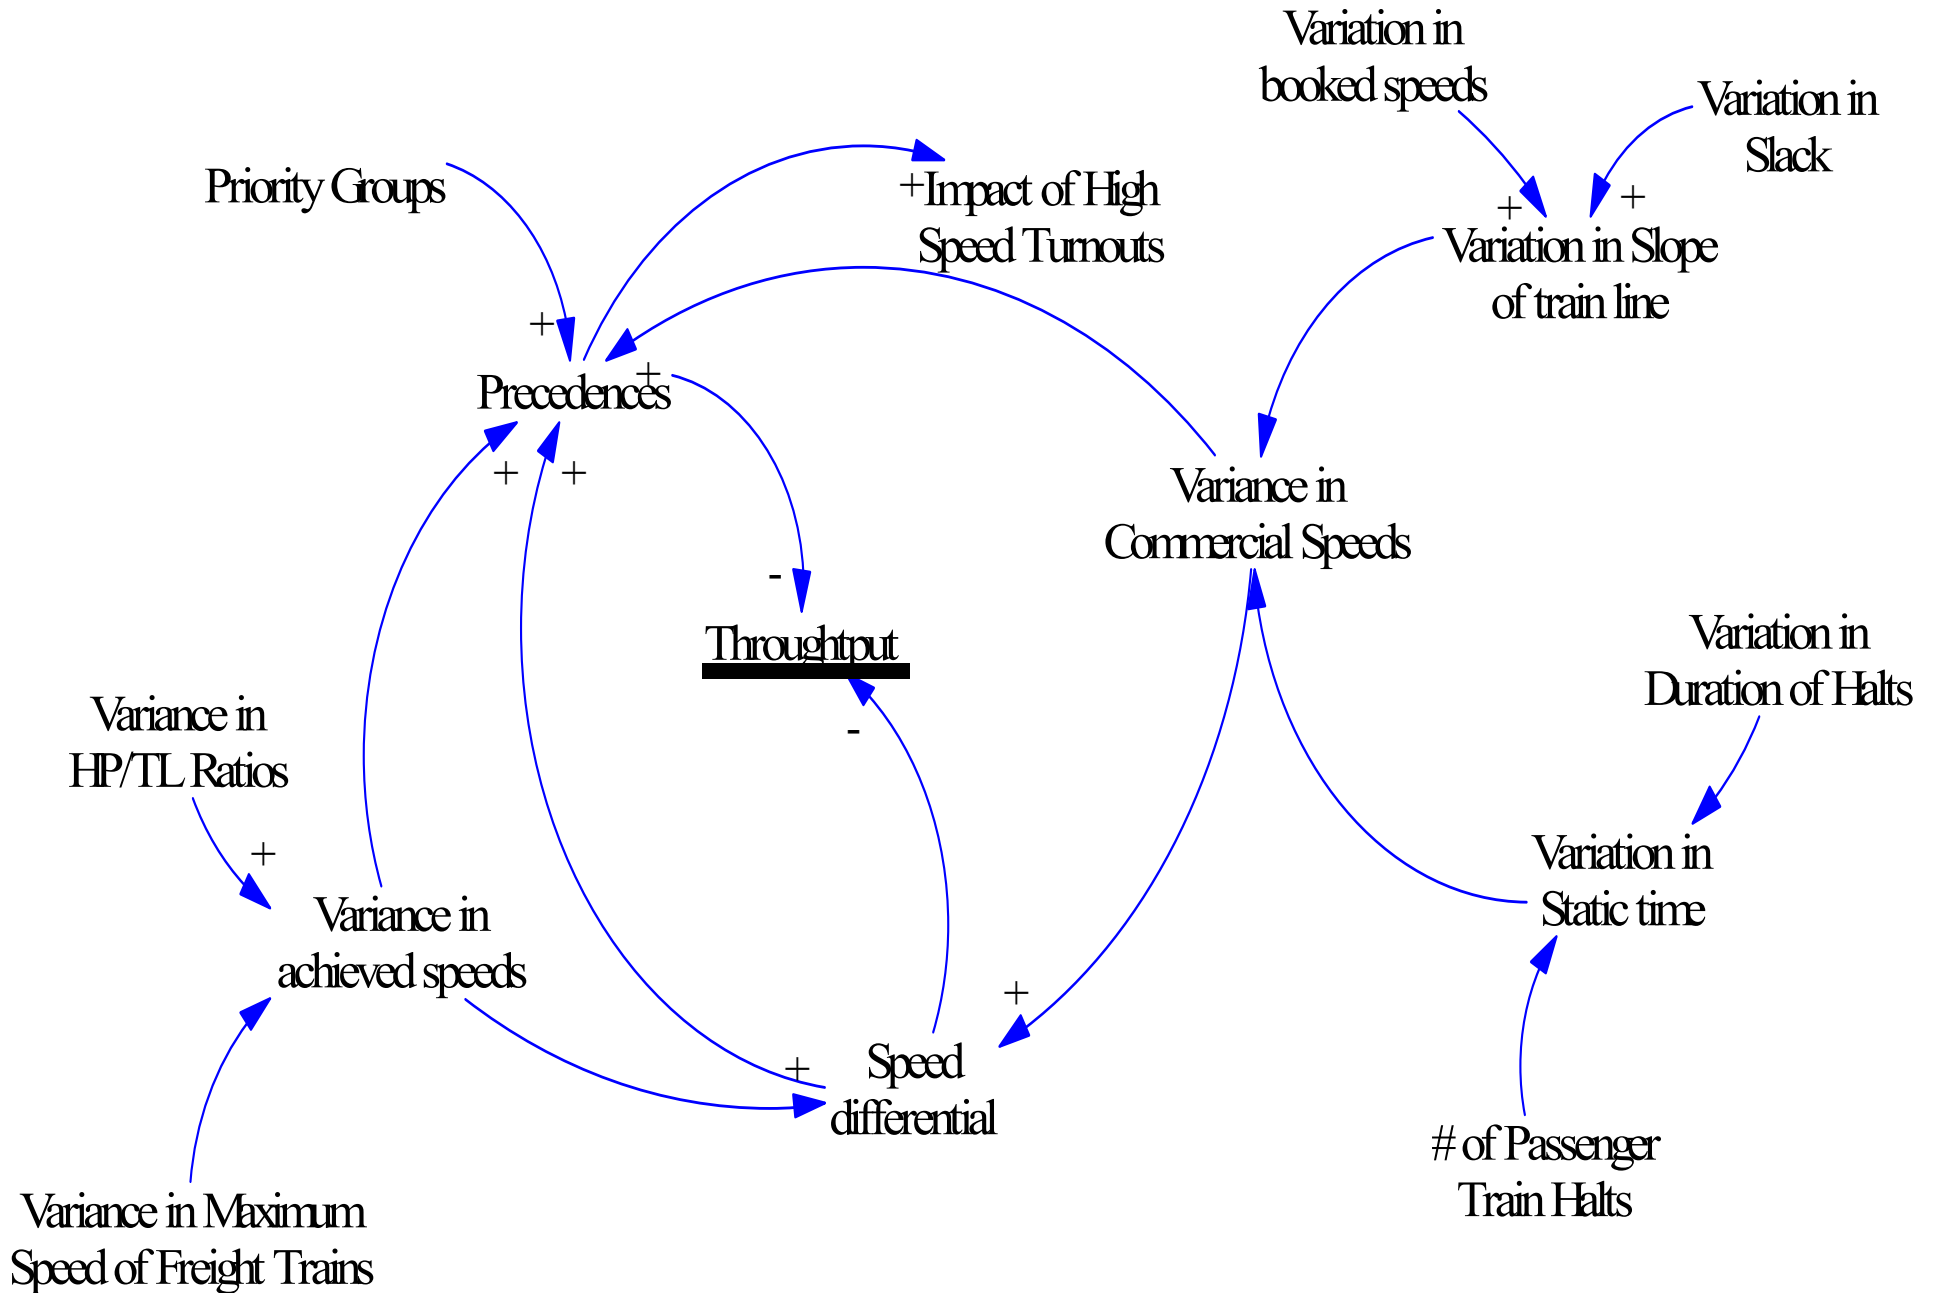 Variation in
booked speeds
Variation in
Slack
Priority Groups
+Impact of High
Speed Turnouts
+
+
Variation in Slope
of train line
+
+
Precedences
+
+
Variance in
Commercial Speeds
-
Throughtput
-
Variation in
Duration of Halts
Variance in
HP/TL Ratios
+
Variation in
Static time
Variance in
achieved speeds
+
+
Speed
differential
# of Passenger
Train Halts
Variance in Maximum
Speed of Freight Trains